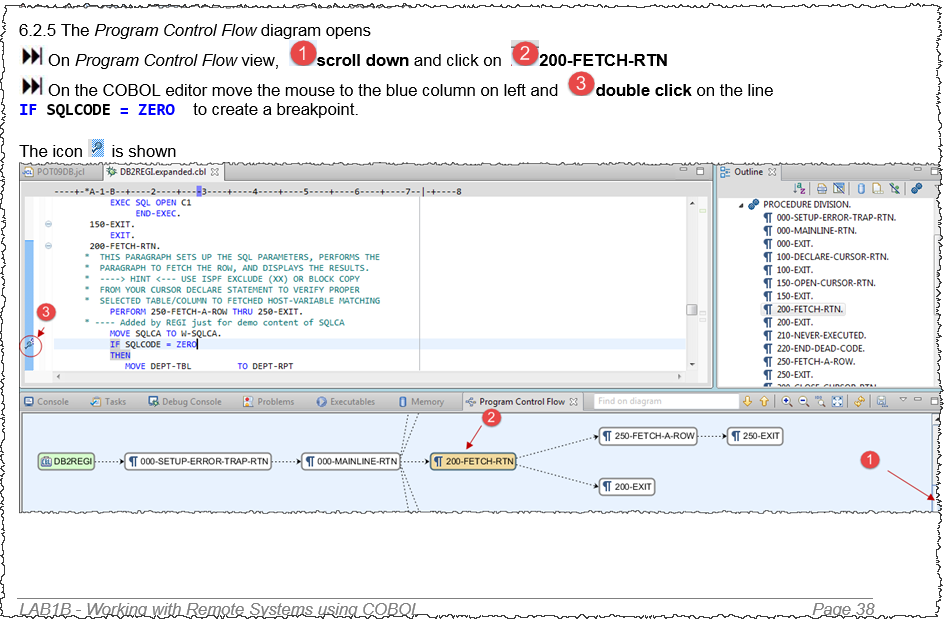 6.2.5 The Program Control Flow diagram opens
On Program Control Flow view, 1 scroll down and click on 2 200-FETCH-RTN
On the COBOL editor move the mouse to the blue column on left and 3 double click on the line
IF SQLCODE = ZERO to create a breakpoint.
The icon is shown
POT09DB.jcl DB2REGI.expanded.cbl
----+-*A-1-B--+----2----+----3----+----4----+----5----+----6----+----7--|-+----8
EXEC SQL OPEN C1
END-EXEC.
150-EXIT.
EXIT.
200-FETCH-RTN.
* THIS PARAGRAPH SETS UP THE SQL PARAMETERS, PERFORMS THE
PARAGRAPH TO FETCH THE ROW, AND DISPLAYS THE RESULTS.
* ----> HINT <--- USE ISPF EXCLUDE (XX) OR BLOCK COPY
* FROM YOUR CURSOR DECLARE STATEMENT TO VERIFY PROPER
* SELECTED TABLE/COLUMN TO FETCHED HOST-VARIABLE MATCHING
PERFORM 250-FETCH-A-ROW THRU 250-EXIT.
* ---- Added by REGI just for demo content of SQLCA
MOVE SQLCA TO W-SQLCA.
IF SQLCODE = ZERO
THEN
MOVE DEPT-TBL TO DEPT-RPT
3
Outline
PROCEDURE DIVISION.
000-SETUP-ERROR-TRAP-RTN.
000-MAINLINE-RTN.
000-EXIT.
100-DECLARE-CURSOR-RTN.
100-EXIT.
150-OPEN-CURSOR-RTN.
150-EXIT.
200-FETCH-RTN.
200-EXIT.
210-NEVER-EXECUTED.
220-END-DEAD-CODE.
250-FETCH-A-ROW.
250-EXIT.
300-CLOSE-CURSOR-RTN.
Console Tasks Debug Console Problems Executables Memory Program Control Flow Find on diagram
2
250-FETCH-A-ROW 250-EXIT
1
DB2REGI 000-SETUP-ERROR-TRAP-RTN 000-MAINLINE-RTN 200-FETCH-RTN
200-EXIT
LAB1B - Working with Remote Systems using COBOL Page 38